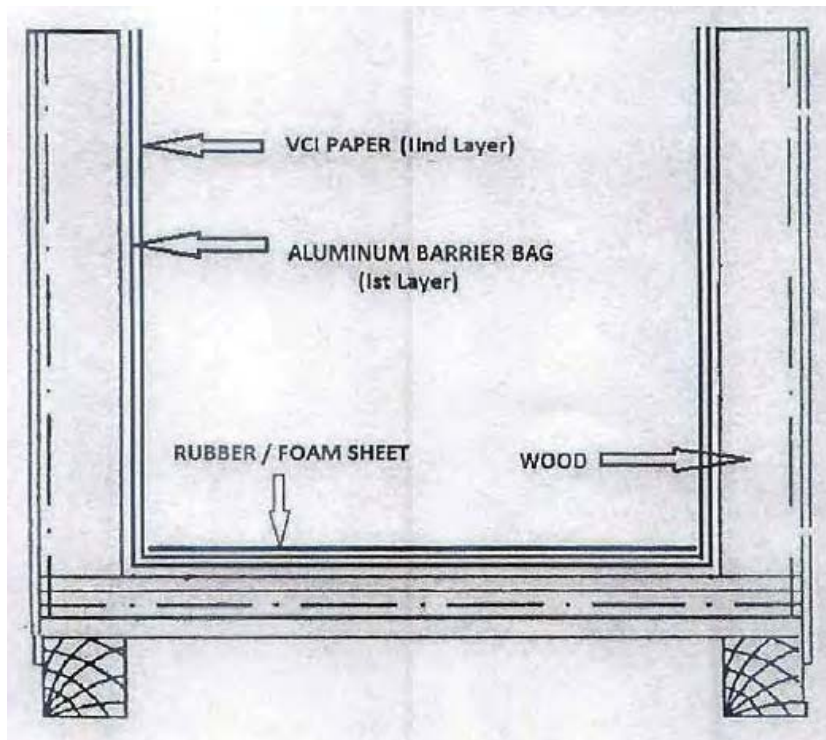 VCI PAPER (IInd Layer)
ALUMINUM BARRIER BAG
(Ist Layer)
RUBBER / FOAM SHEET
WOOD